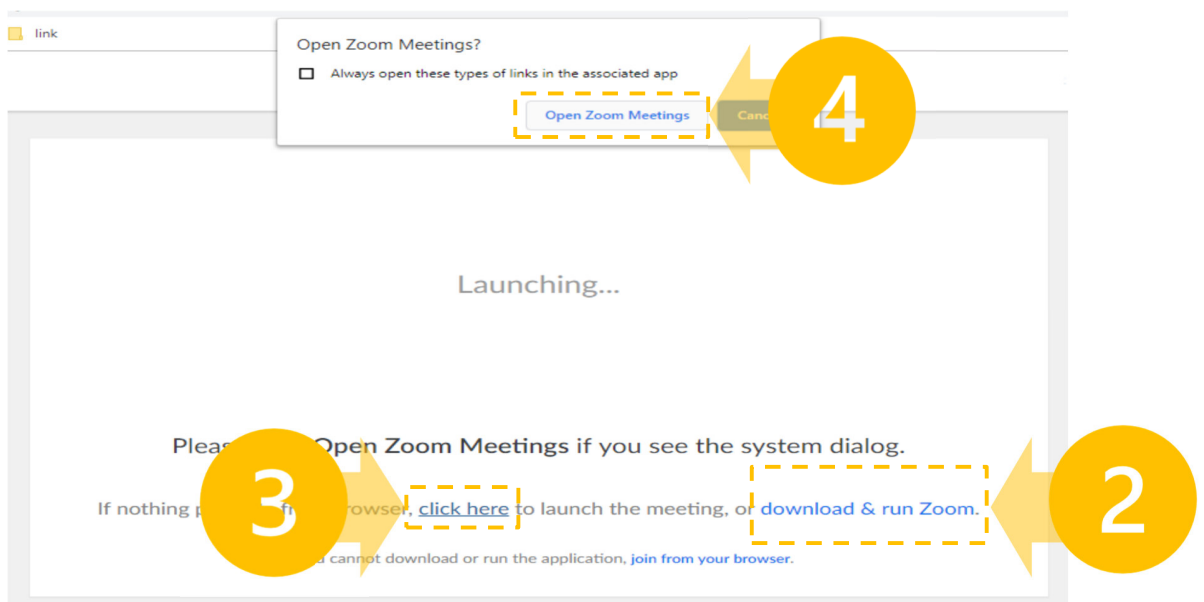 link
Open Zoom Meetings?
Always open these types of links in the associated app
Open Zoom Meetings
4
Launching...
Open Zoom Meetings if you see the system dialog.
If nothing click here to launch the meeting, or download & run Zoom.
3
2
cannot download or run the application, join from your browser.